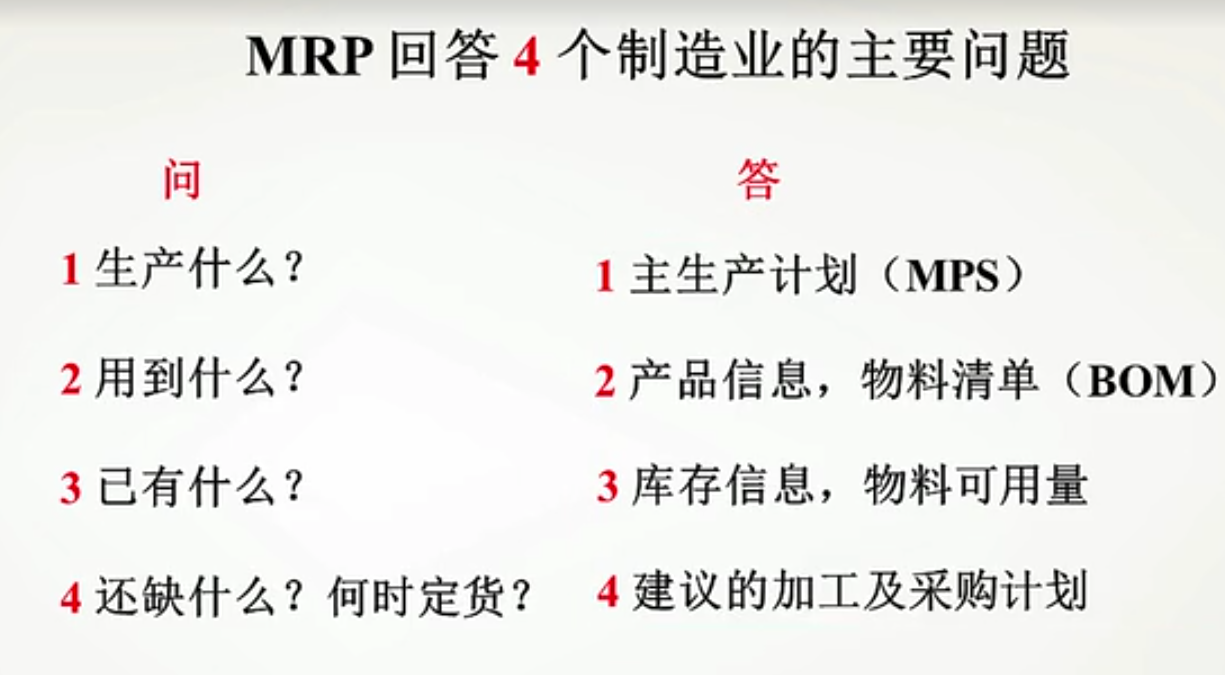 MRP 回答 4 个制造业的主要问题
问
答
1 生产什么？
1 主生产计划（MPS）
2 用到什么？
2 产品信息，物料清单（BOM）
3 已有什么？
3 库存信息，物料可用量
4 还缺什么？何时定货？
4 建议的加工及采购计划